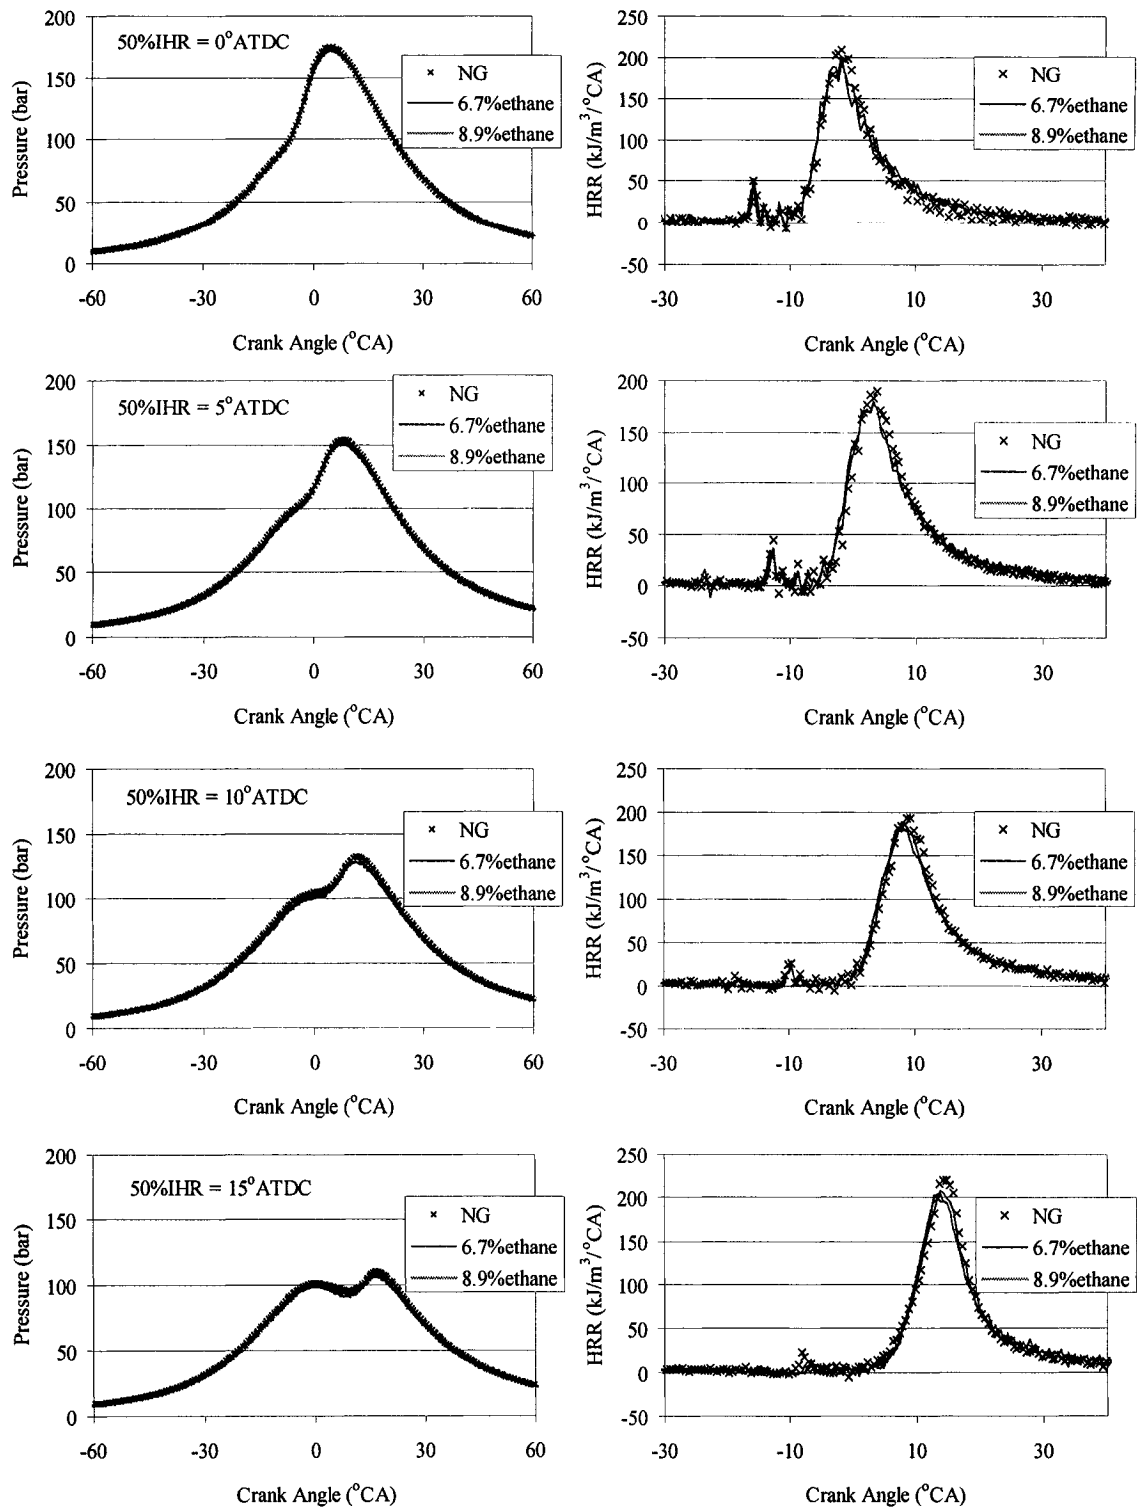 200
150
100
50
0
Pressure (bar)
50%IHR = 0°ATDC
NG
6.7%ethane
8.9%ethane
-60
-30
0
30
60
Crank Angle (°CA)
250
200
150
100
50
0
-50
HRR (kJ/m³/°CA)
NG
6.7%ethane
8.9%ethane
-30
-10
10
30
Crank Angle (°CA)
200
150
100
50
0
Pressure (bar)
50%IHR = 5°ATDC
NG
6.7%ethane
8.9%ethane
-60
-30
0
30
60
Crank Angle (°CA)
200
150
100
50
0
-50
HRR (kJ/m³/°CA)
NG
6.7%ethane
8.9%ethane
-30
-10
10
30
Crank Angle (°CA)
200
150
100
50
0
Pressure (bar)
50%IHR = 10°ATDC
NG
6.7%ethane
8.9%ethane
-60
-30
0
30
60
Crank Angle (°CA)
250
200
150
100
50
0
-50
HRR (kJ/m³/°CA)
NG
6.7%ethane
8.9%ethane
-30
-10
10
30
Crank Angle (°CA)
200
150
100
50
0
Pressure (bar)
50%IHR = 15°ATDC
NG
6.7%ethane
8.9%ethane
-60
-30
0
30
60
Crank Angle (°CA)
250
200
150
100
50
0
-50
HRR (kJ/m³/°CA)
NG
6.7%ethane
8.9%ethane
-30
-10
10
30
Crank Angle (°CA)